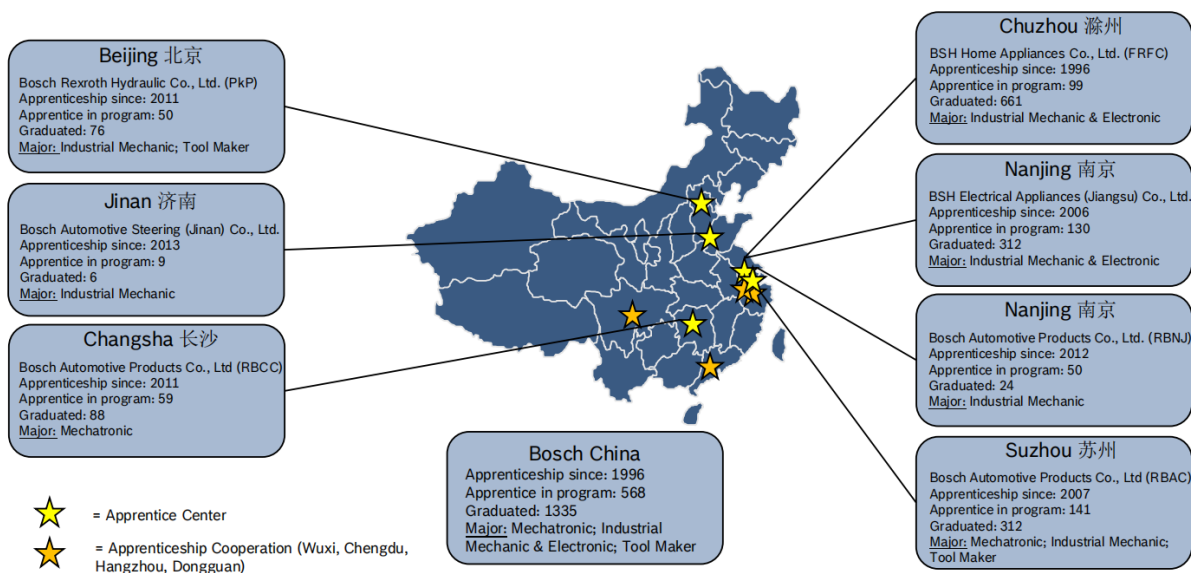 Beijing 北京
Bosch Rexroth Hydraulic Co., Ltd. (PkP)
Apprenticeship since: 2011
Apprentice in program: 50
Graduated: 76
Major: Industrial Mechanic; Tool Maker
Jinan 济南
Bosch Automotive Steering (Jinan) Co., Ltd.
Apprenticeship since: 2013
Apprentice in program: 9
Graduated: 6
Major: Industrial Mechanic
Changsha 长沙
Bosch Automotive Products Co., Ltd (RBCC)
Apprenticeship since: 2011
Apprentice in program: 59
Graduated: 88
Major: Mechatronic
= Apprentice Center
= Apprenticeship Cooperation (Wuxi, Chengdu,
Hangzhou, Dongguan)
Bosch China
Apprenticeship since: 1996
Apprentice in program: 568
Graduated: 1335
Major: Mechatronic; Industrial
Mechanic & Electronic; Tool Maker
Chuzhou 滁州
BSH Home Appliances Co., Ltd. (FRFC)
Apprenticeship since: 1996
Apprentice in program: 99
Graduated: 661
Major: Industrial Mechanic & Electronic
Nanjing 南京
BSH Electrical Appliances (Jiangsu) Co., Ltd.
Apprenticeship since: 2006
Apprentice in program: 130
Graduated: 312
Major: Industrial Mechanic & Electronic
Nanjing 南京
Bosch Automotive Products Co., Ltd. (RBNJ)
Apprenticeship since: 2012
Apprentice in program: 50
Graduated: 24
Major: Industrial Mechanic
Suzhou 苏州
Bosch Automotive Products Co., Ltd (RBAC)
Apprenticeship since: 2007
Apprentice in program: 141
Graduated: 312
Major: Mechatronic; Industrial Mechanic;
Tool Maker